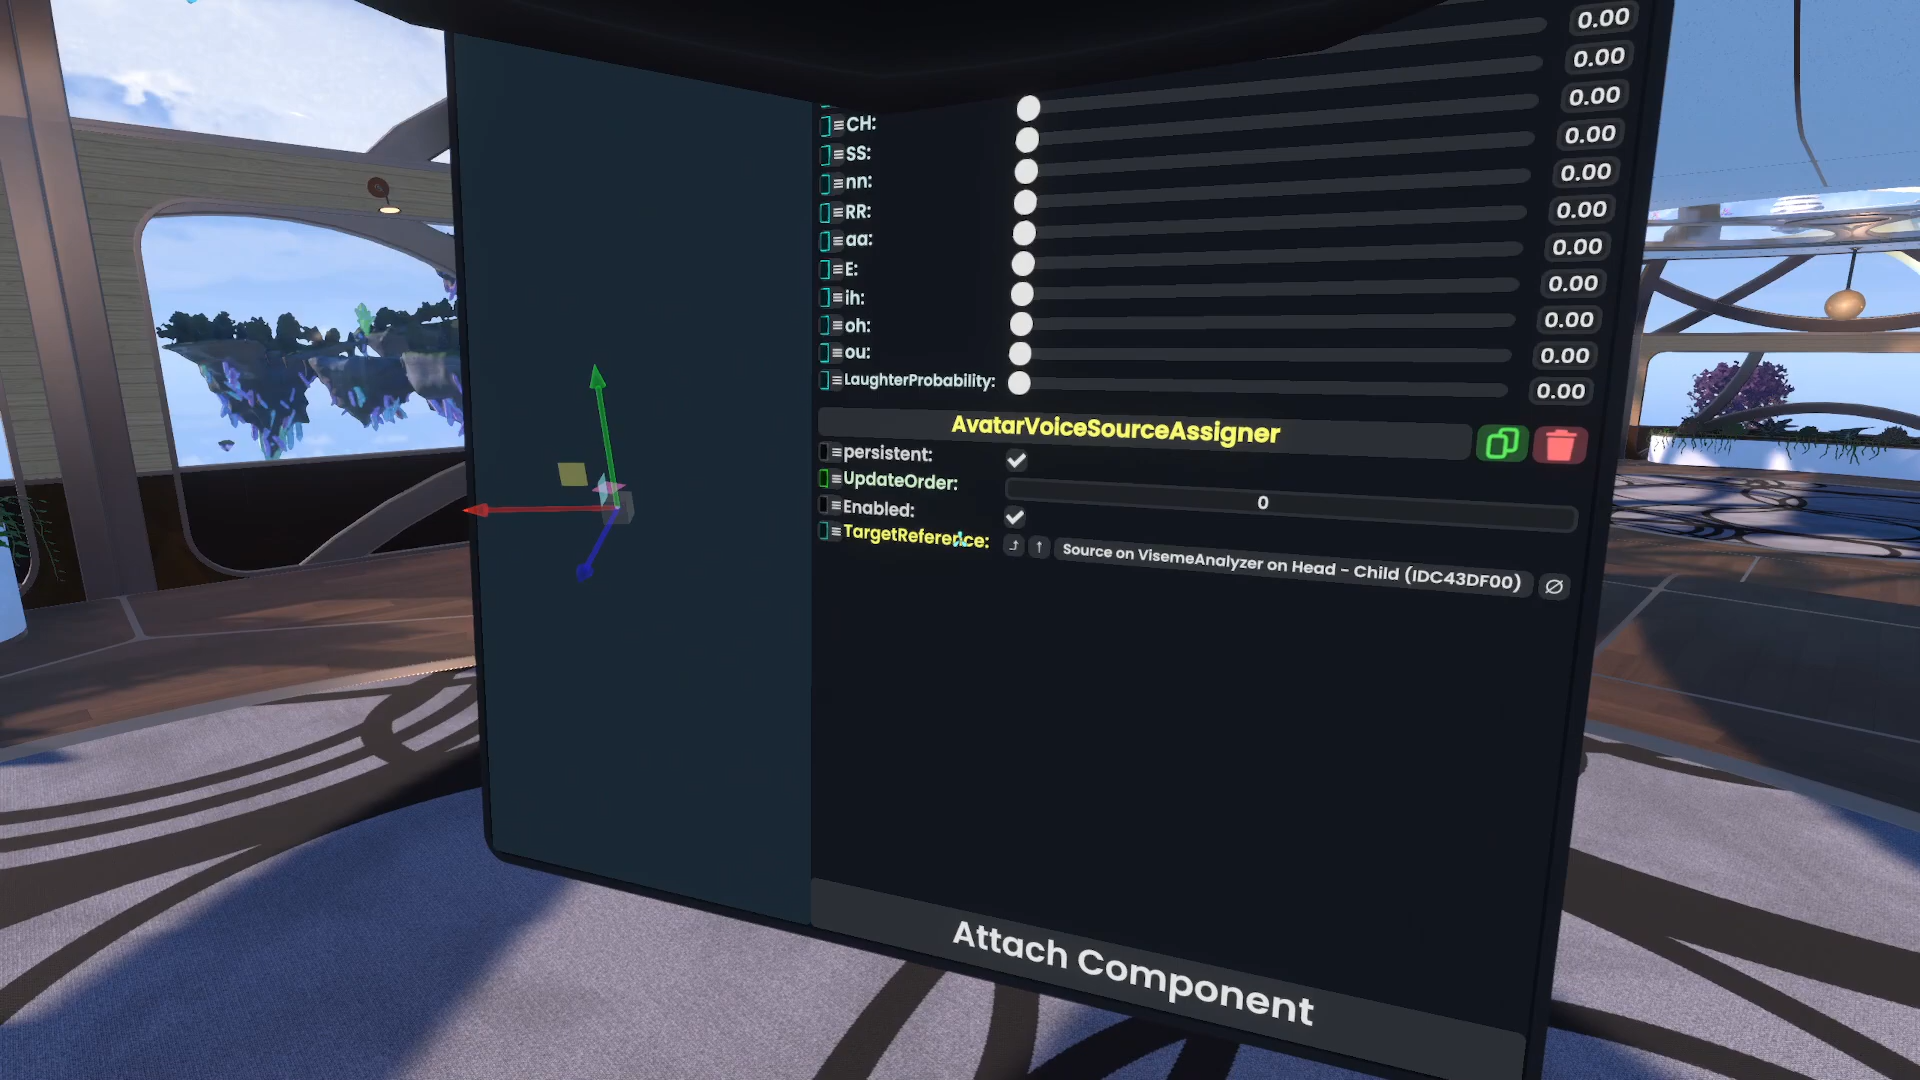 0.00
0.00
CH: 0.00
SS: 0.00
nn: 0.00
RR: 0.00
aa: 0.00
E: 0.00
ih: 0.00
oh: 0.00
ou: 0.00
LaughterProbability: 0.00
AvatarVoiceSourceAssigner
persistent:
UpdateOrder: 0
Enabled:
TargetReference: Source on VisemeAnalyzer on Head - Child (IDC43DF00)
Attach Component